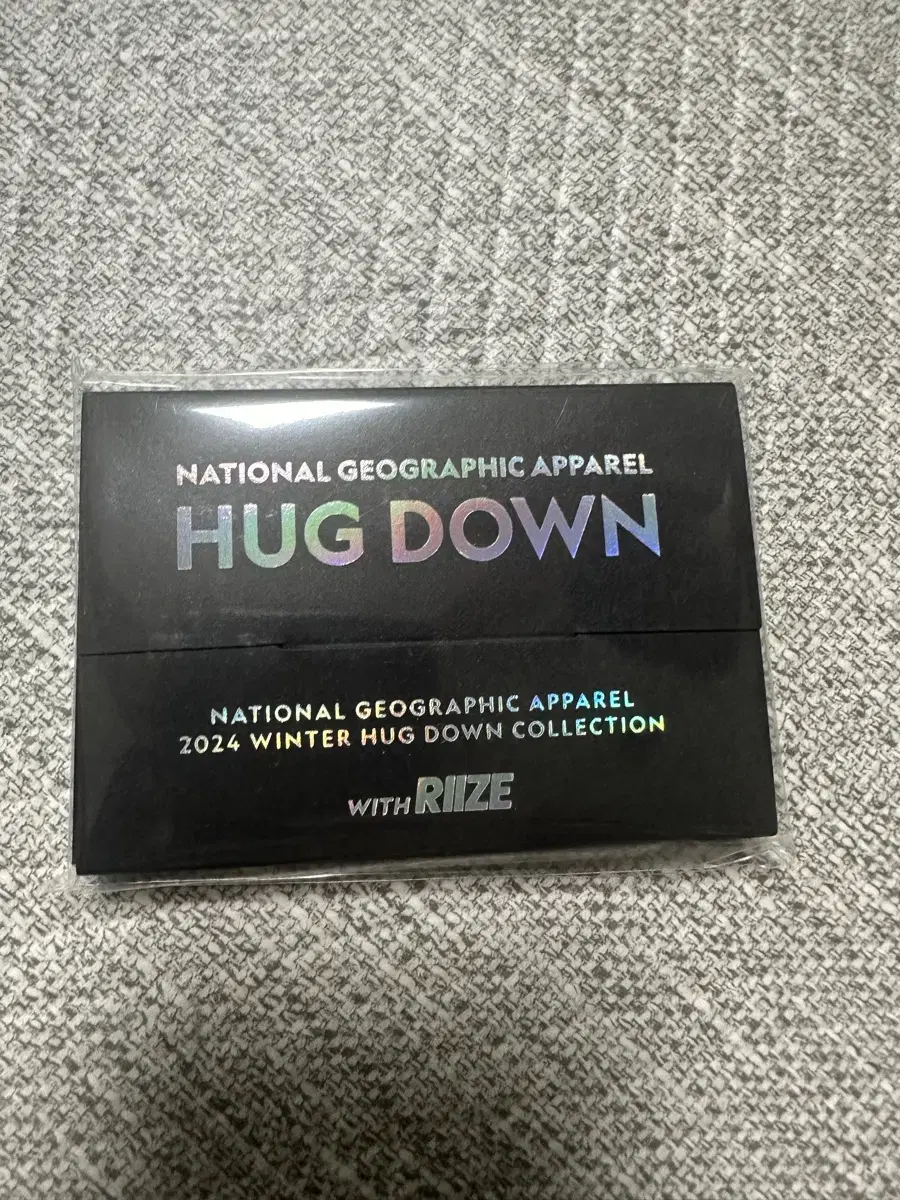 NATIONAL GEOGRAPHIC APPAREL
HUG DOWN
NATIONAL GEOGRAPHIC APPAREL
2024 WINTER HUG DOWN COLLECTION
WITH RIIZE